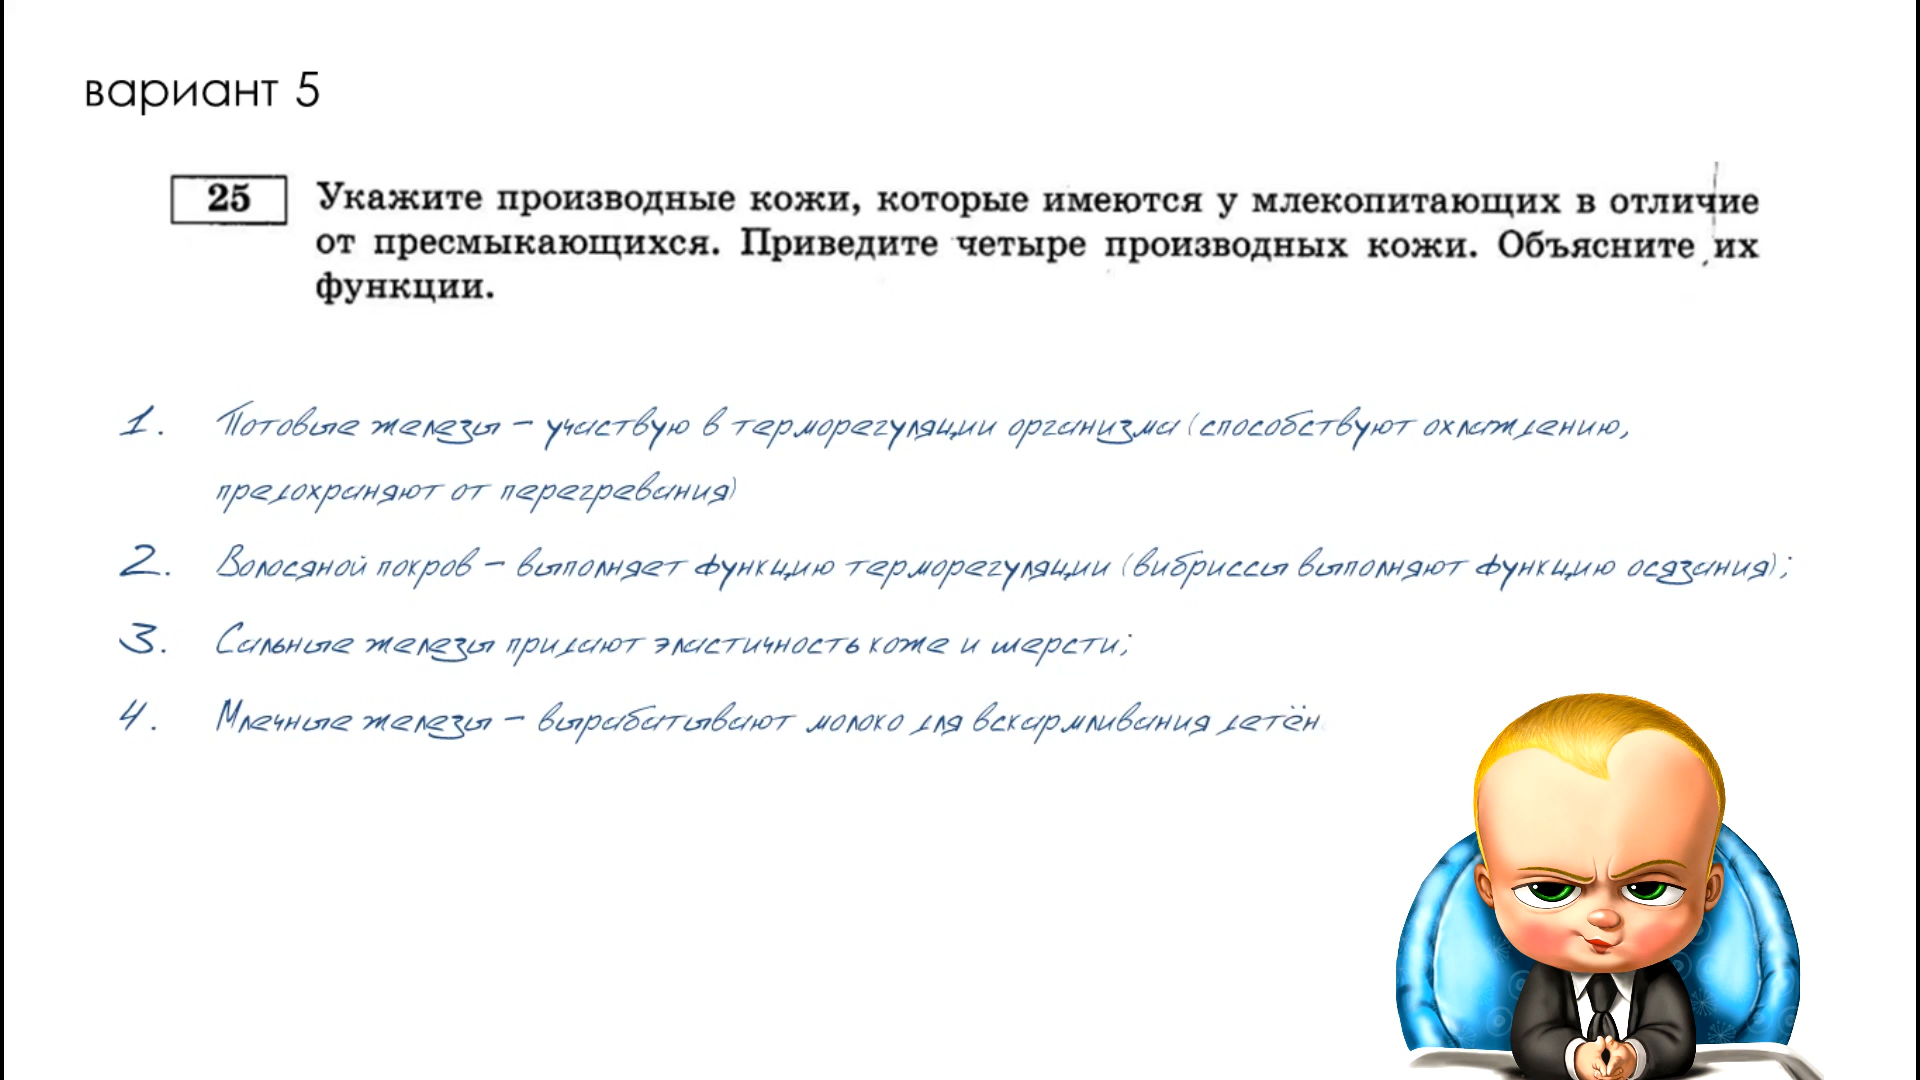 вариант 5
25 Укажите производные кожи, которые имеются у млекопитающих в отличие
от пресмыкающихся. Приведите четыре производных кожи. Объясните их
функции.
1. Потовые железы – участвую в терморегуляции организма (способствуют охлаждению,
предохраняют от перегревания)
2. Волосяной покров – выполняет функцию терморегуляции (вибриссы выполняют функцию осязания);
3. Сальные железы придают эластичность коже и шерсти;
4. Млечные железы – вырабатывают молоко для вскармливания детён